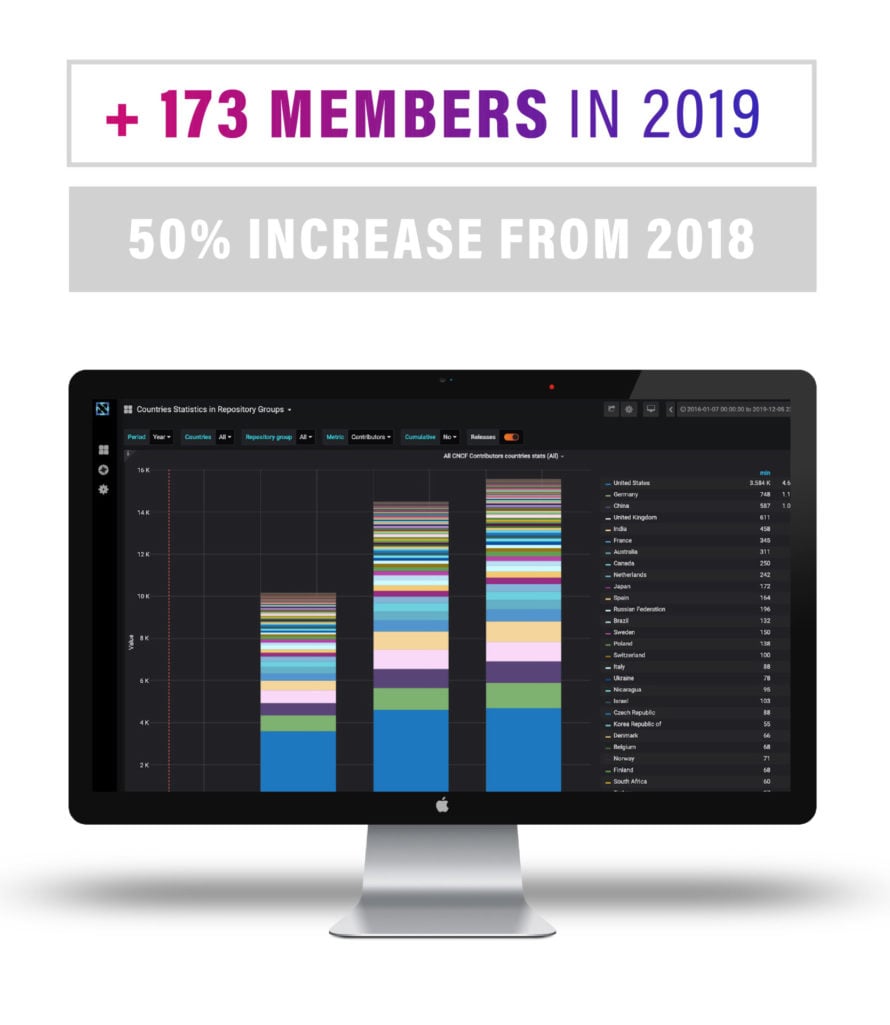 + 173 MEMBERS IN 2019
50% INCREASE FROM 2018
Countries Statistics in Repository Groups
2016-01-07 00:00:00 to 2019-12-05 2
Period Year Countries All Repository group All Metric Contributors Cumulative No Releases
All CNCF Contributors countries stats (All)
16 K
14 K
12 K
10 K
8 K
6 K
4 K
2 K
Value
min
United States 3.584 K 4.6
Germany 748 1.1
China 587 1.0
United Kingdom 611
India 458
France 345
Australia 311
Canada 250
Netherlands 242
Japan 172
Spain 164
Russian Federation 196
Brazil 132
Sweden 150
Poland 138
Switzerland 100
Italy 88
Ukraine 78
Nicaragua 95
Israel 103
Czech Republic 88
Korea Republic of 55
Denmark 66
Belgium 68
Norway 71
Finland 68
South Africa 60